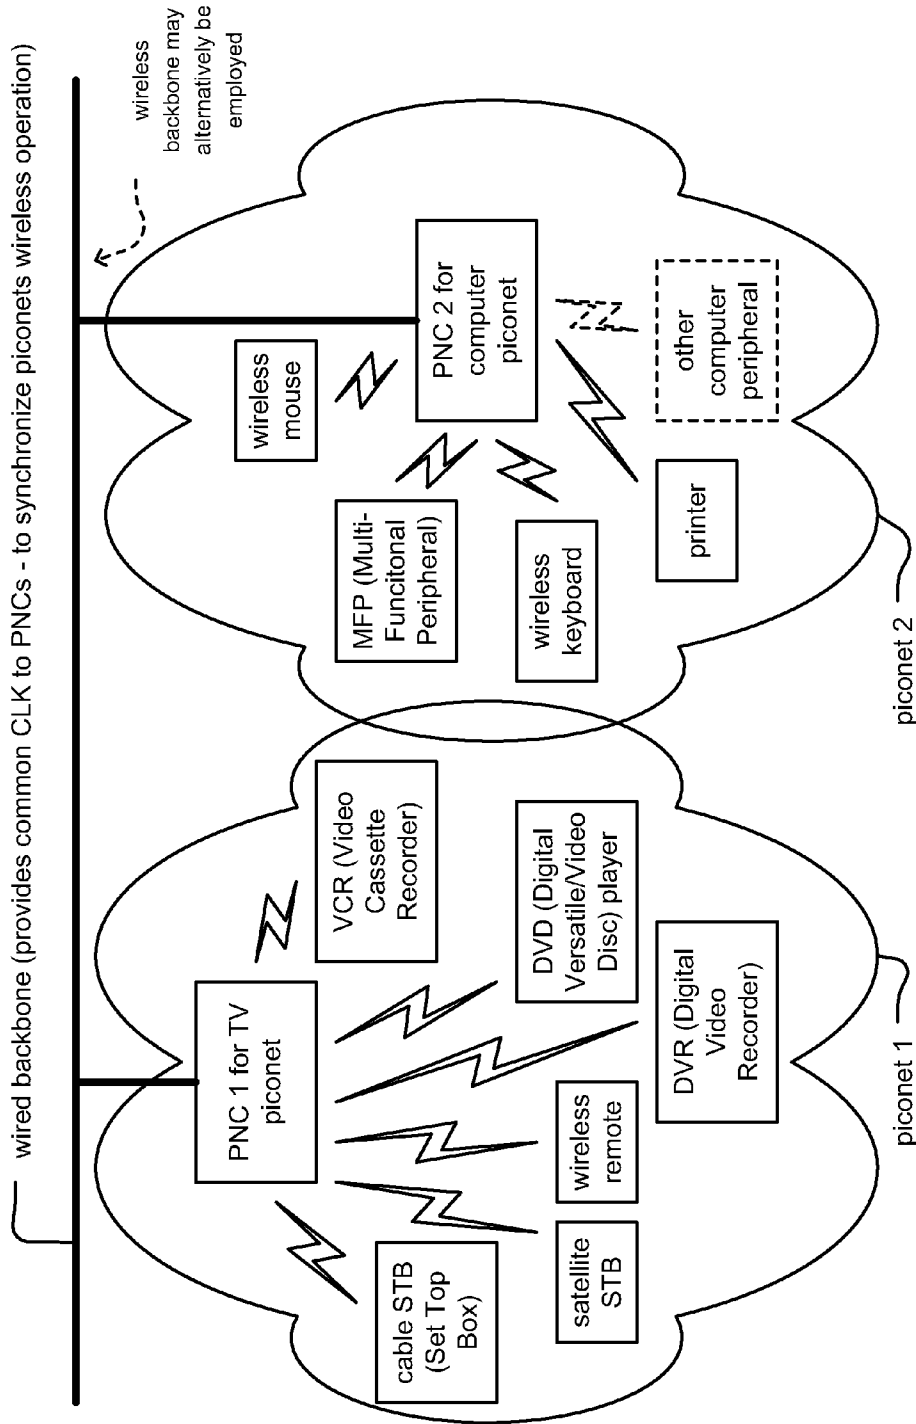 wired backbone (provides common CLK to PNCs - to synchronize piconets wireless operation)
wireless
backbone may
alternatively be
employed
PNC 1 for TV
piconet
VCR (Video
Cassette
Recorder)
cable STB
(Set Top
Box)
DVD (Digital
Versatile/Video
Disc) player
satellite
STB
wireless
remote
DVR (Digital
Video
Recorder)
piconet 1
wireless
mouse
MFP (Multi-
Funcitonal
Peripheral)
PNC 2 for
computer
piconet
wireless
keyboard
printer
other
computer
peripheral
piconet 2